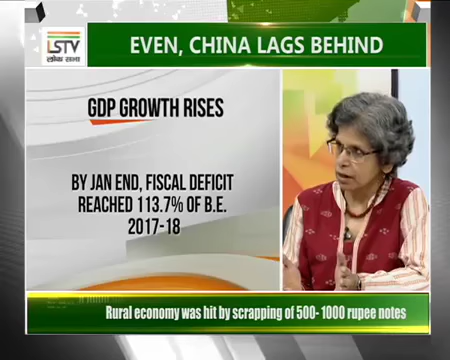 LSTV
लोक सभा
EVEN, CHINA LAGS BEHIND
GDP GROWTH RISES
BY JAN END, FISCAL DEFICIT
REACHED 113.7% OF B.E.
2017-18
Rural economy was hit by scrapping of 500- 1000 rupee notes